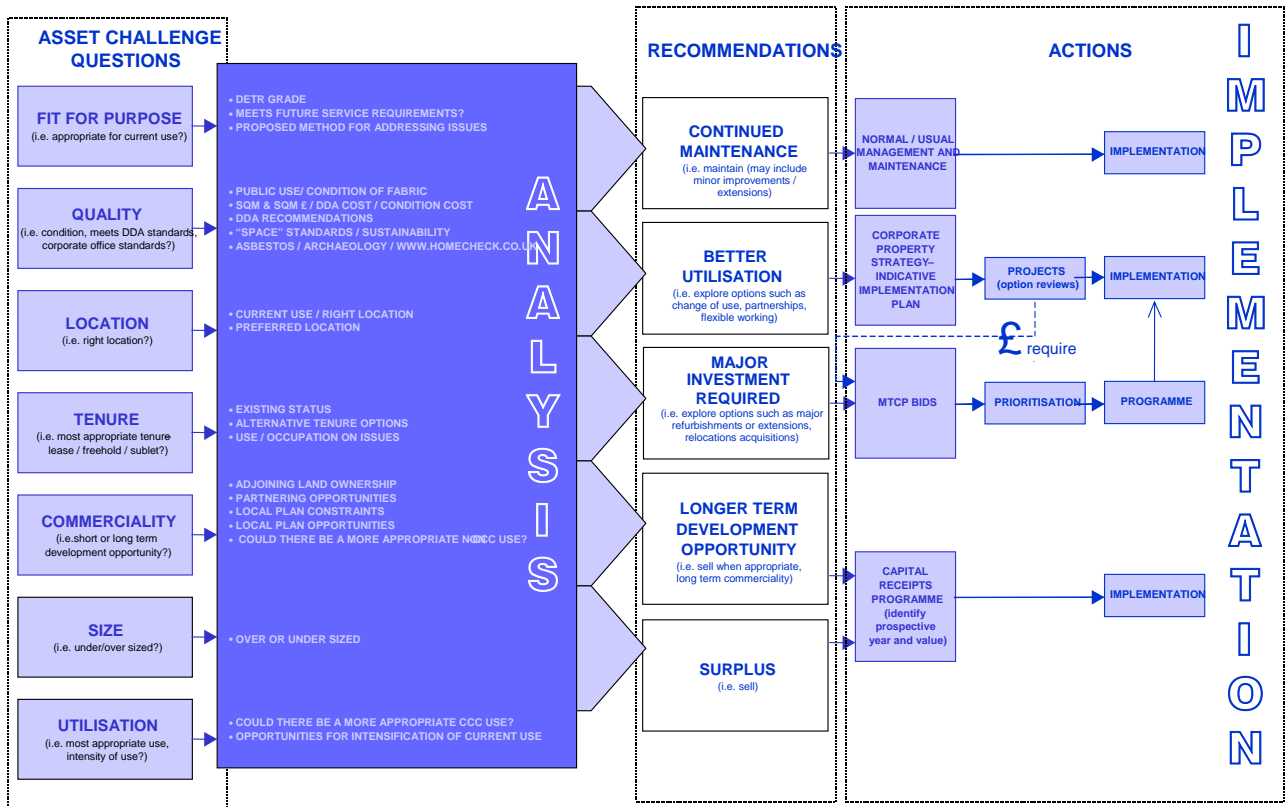 ASSET CHALLENGE
QUESTIONS
FIT FOR PURPOSE
(i.e. appropriate for current use?)
QUALITY
(i.e. condition, meets DDA standards,
corporate office standards?)
LOCATION
(i.e. right location?)
TENURE
(i.e. most appropriate tenure
lease / freehold / sublet?)
COMMERCIALITY
(i.e.short or long term
development opportunity?)
SIZE
(i.e. under/over sized?)
UTILISATION
(i.e. most appropriate use,
intensity of use?)
• DETR GRADE
• MEETS FUTURE SERVICE REQUIREMENTS?
• PROPOSED METHOD FOR ADDRESSING ISSUES
• PUBLIC USE/ CONDITION OF FABRIC
• SQM & SQM £ / DDA COST / CONDITION COST
• DDA RECOMMENDATIONS
• “SPACE” STANDARDS / SUSTAINABILITY
• ASBESTOS / ARCHAEOLOGY / WWW.HOMECHECK.CO.UK
• CURRENT USE / RIGHT LOCATION
• PREFERRED LOCATION
• EXISTING STATUS
• ALTERNATIVE TENURE OPTIONS
• USE / OCCUPATION ON ISSUES
• ADJOINING LAND OWNERSHIP
• PARTNERING OPPORTUNITIES
• LOCAL PLAN CONSTRAINTS
• LOCAL PLAN OPPORTUNITIES
• COULD THERE BE A MORE APPROPRIATE NON CCC USE?
• OVER OR UNDER SIZED
• COULD THERE BE A MORE APPROPRIATE CCC USE?
• OPPORTUNITIES FOR INTENSIFICATION OF CURRENT USE
ANALYSIS
RECOMMENDATIONS
CONTINUED
MAINTENANCE
(i.e. maintain (may include
minor improvements /
extensions)
BETTER
UTILISATION
(i.e. explore options such as
change of use, partnerships,
flexible working)
MAJOR
INVESTMENT
REQUIRED
(i.e. explore options such as major
refurbishments or extensions,
relocations acquisitions)
LONGER TERM
DEVELOPMENT
OPPORTUNITY
(i.e. sell when appropriate,
long term commerciality)
SURPLUS
(i.e. sell)
ACTIONS
NORMAL / USUAL
MANAGEMENT AND
MAINTENANCE
IMPLEMENTATION
CORPORATE
PROPERTY
STRATEGY–
INDICATIVE
IMPLEMENTATION
PLAN
PROJECTS
(option reviews)
IMPLEMENTATION
£ require
MTCP BIDS
PRIORITISATION
PROGRAMME
CAPITAL
RECEIPTS
PROGRAMME
(identify
prospective
year and value)
IMPLEMENTATION
IMPLEMENTATION